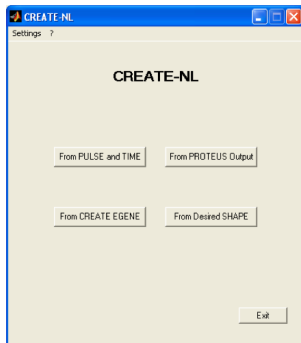 CREATE-NL
Settings ?
CREATE-NL
From PULSE and TIME From PROTEUS Output
From CREATE EGENE From Desired SHAPE
Exit